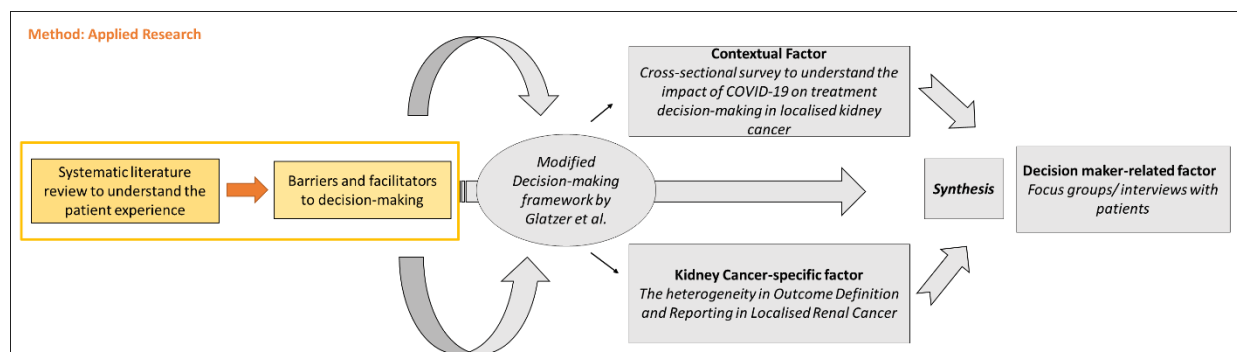 Method: Applied Research
Systematic literature
review to understand the
patient experience
Barriers and facilitators
to decision-making
Modified
Decision-making
framework by
Glatzer et al.
Contextual Factor
Cross-sectional survey to understand the
impact of COVID-19 on treatment
decision-making in localised kidney
cancer
Kidney Cancer-specific factor
The heterogeneity in Outcome Definition
and Reporting in Localised Renal Cancer
Synthesis
Decision maker-related factor
Focus groups/ interviews with
patients